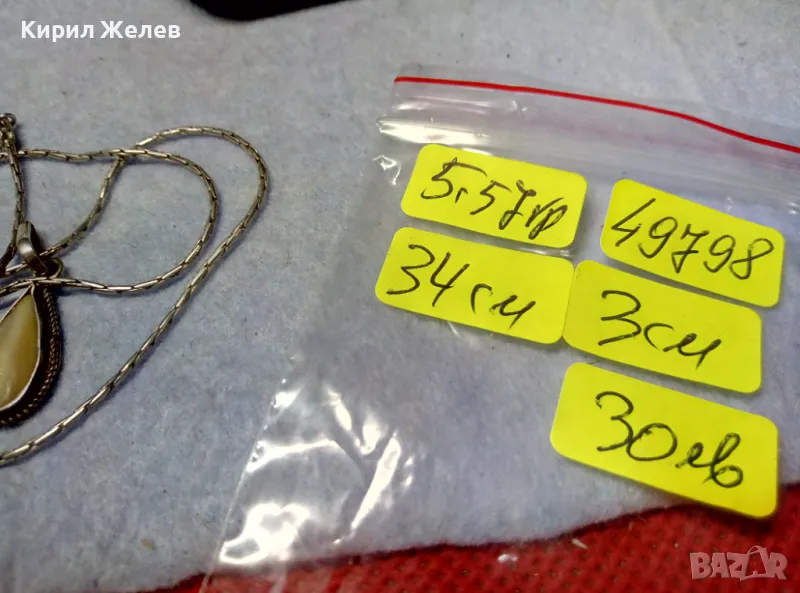 Кирил Желев
5,57гр
49798
34см
3см
30лв
BAZAR